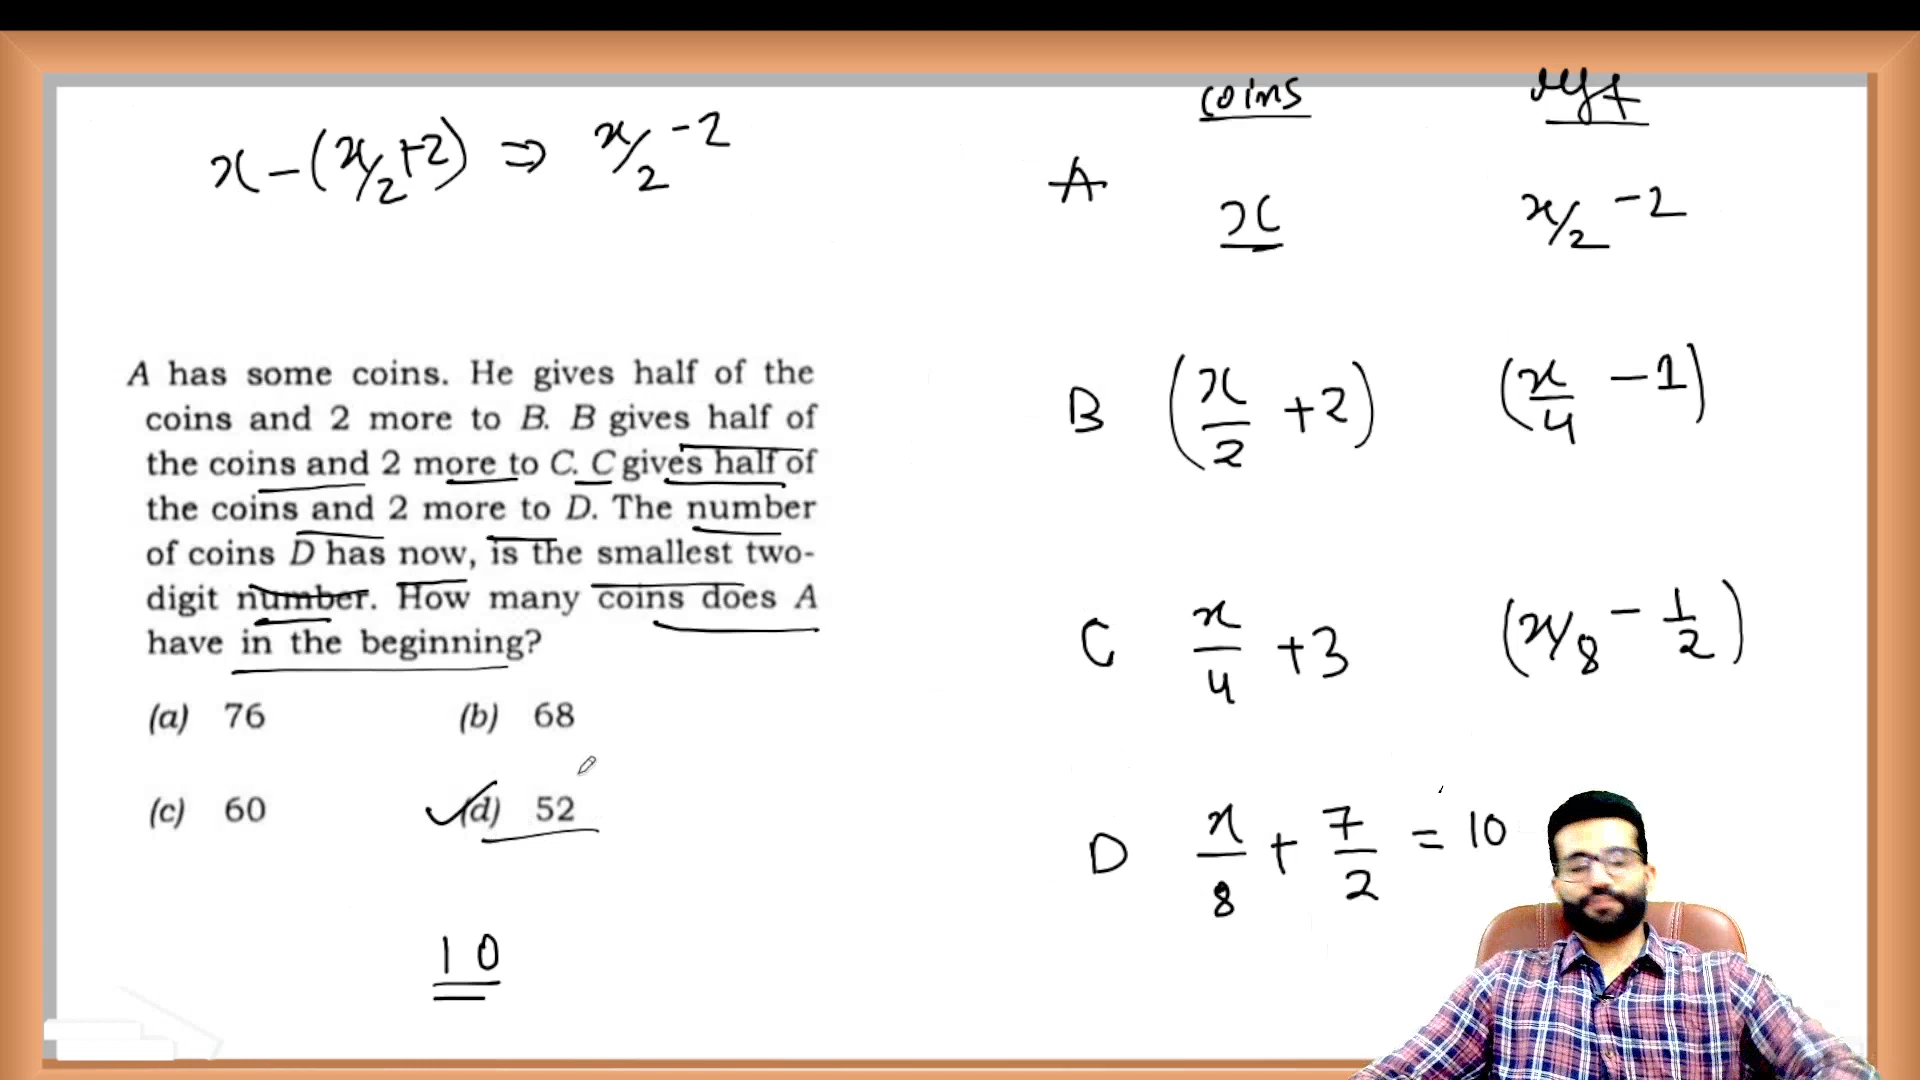 x - (x/2 + 2) ⇒ x/2 - 2
A has some coins. He gives half of the
coins and 2 more to B. B gives half of
the coins and 2 more to C. C gives half of
the coins and 2 more to D. The number
of coins D has now, is the smallest two-
digit number. How many coins does A
have in the beginning?
(a) 76 (b) 68
(c) 60 (d) 52
10
coins
A x x/2 - 2
B (x/2 + 2) (x/4 - 1)
C x/4 + 3 (x/8 - 1/2)
D x/8 + 7/2 = 10